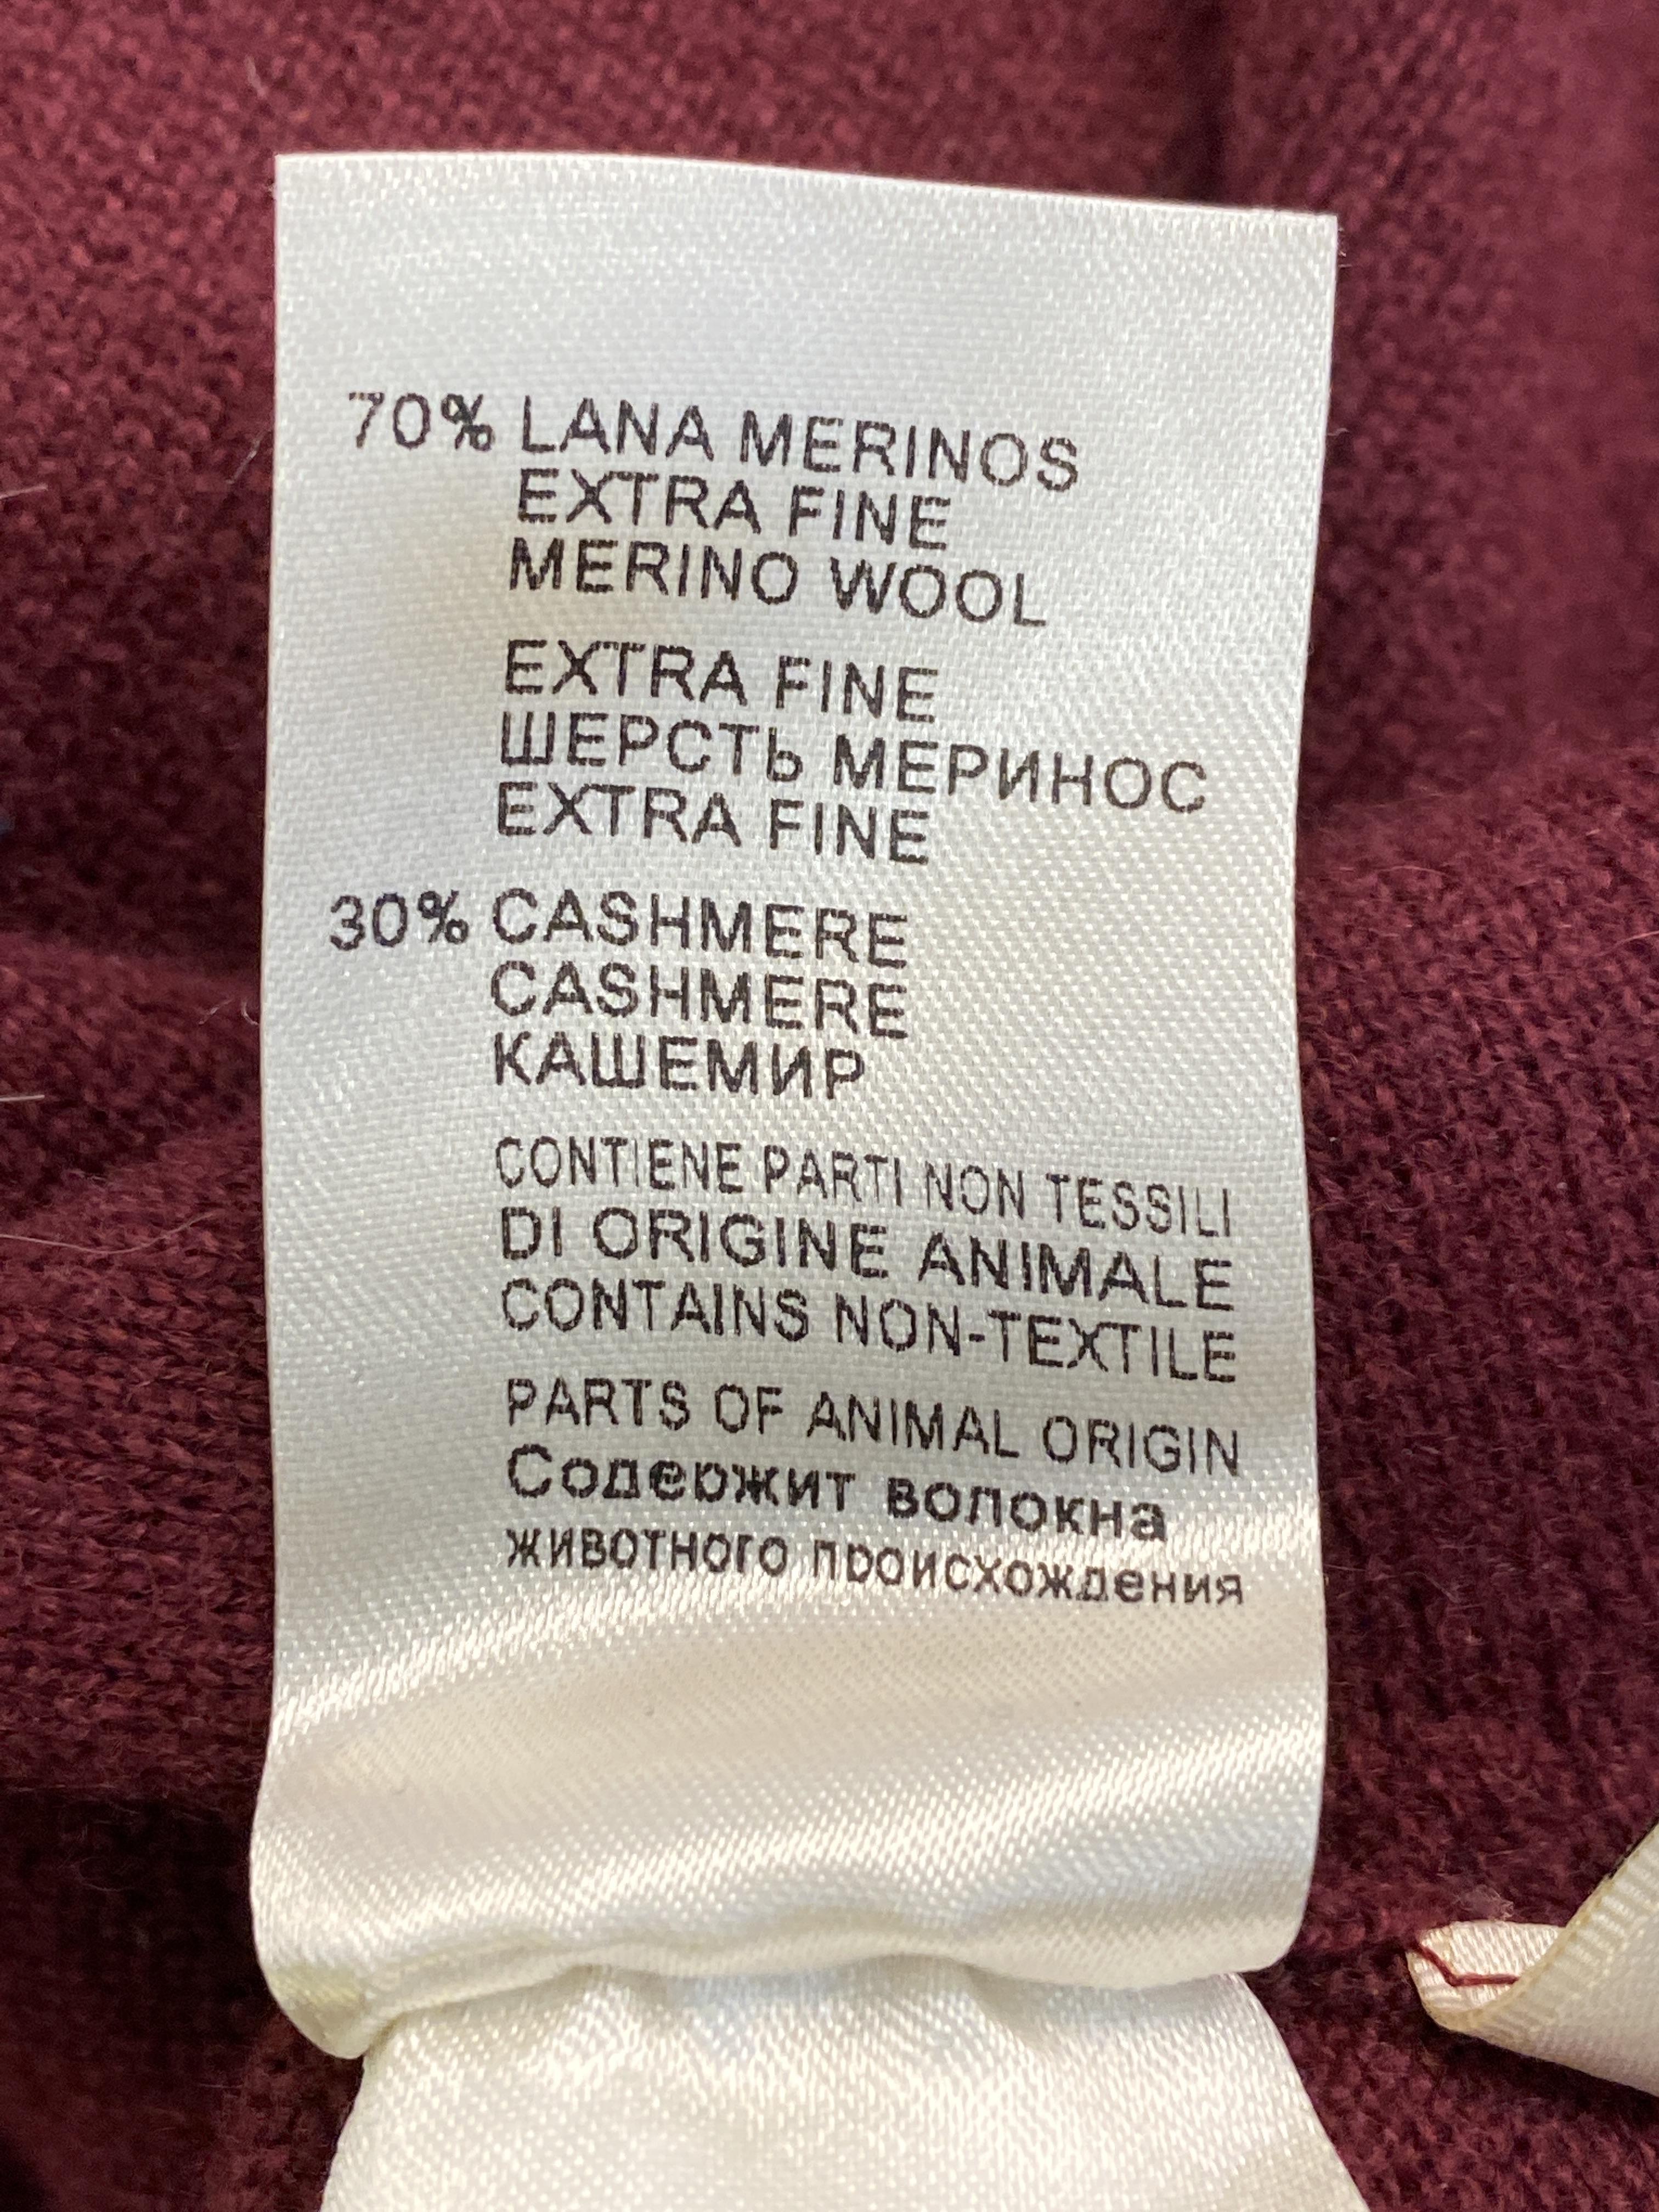 70% LANA MERINOS
EXTRA FINE
MERINO WOOL
EXTRA FINE
ШЕРСТЬ МЕРИНОС
EXTRA FINE
30% CASHMERE
CASHMERE
КАШЕМИР
CONTIENE PARTI NON TESSILI
DI ORIGINE ANIMALE
CONTAINS NON-TEXTILE
PARTS OF ANIMAL ORIGIN
Содержит волокна
животного происхождения